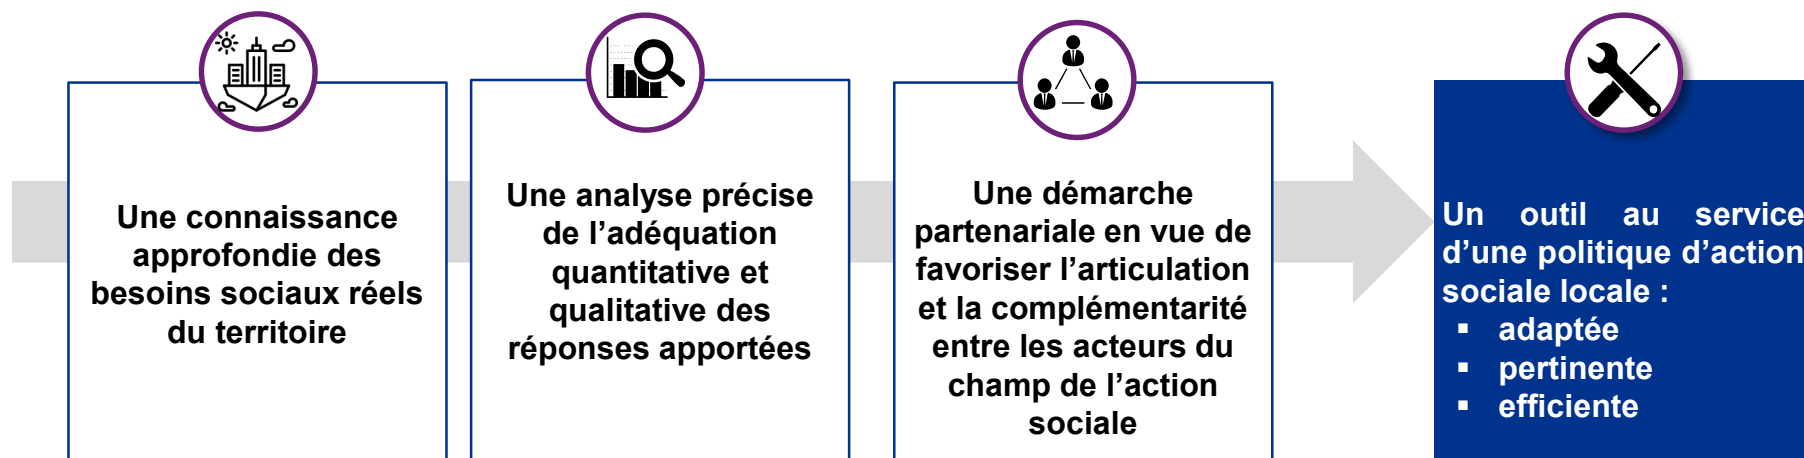 Une connaissance
approfondie des
besoins sociaux réels
du territoire
Une analyse précise
de l’adéquation
quantitative et
qualitative des
réponses apportées
Une démarche
partenariale en vue de
favoriser l’articulation
et la complémentarité
entre les acteurs du
champ de l’action
sociale
Un outil au service
d’une politique d’action
sociale locale :
▪ adaptée
▪ pertinente
▪ efficiente